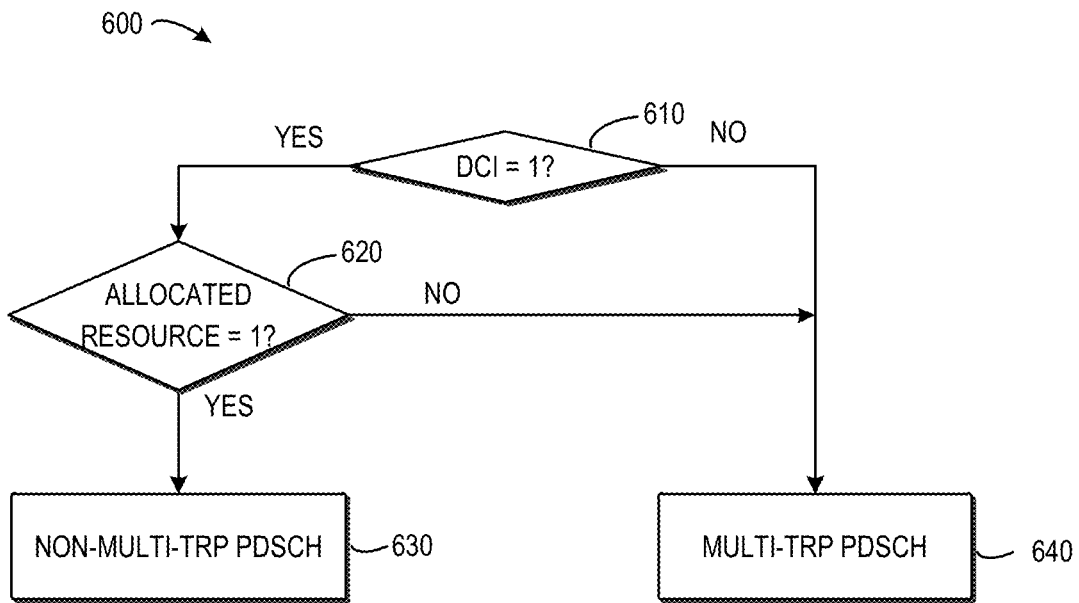 600
610
YES
NO
DCI = 1?
620
ALLOCATED
RESOURCE = 1?
NO
YES
NON-MULTI-TRP PDSCH
630
MULTI-TRP PDSCH
640